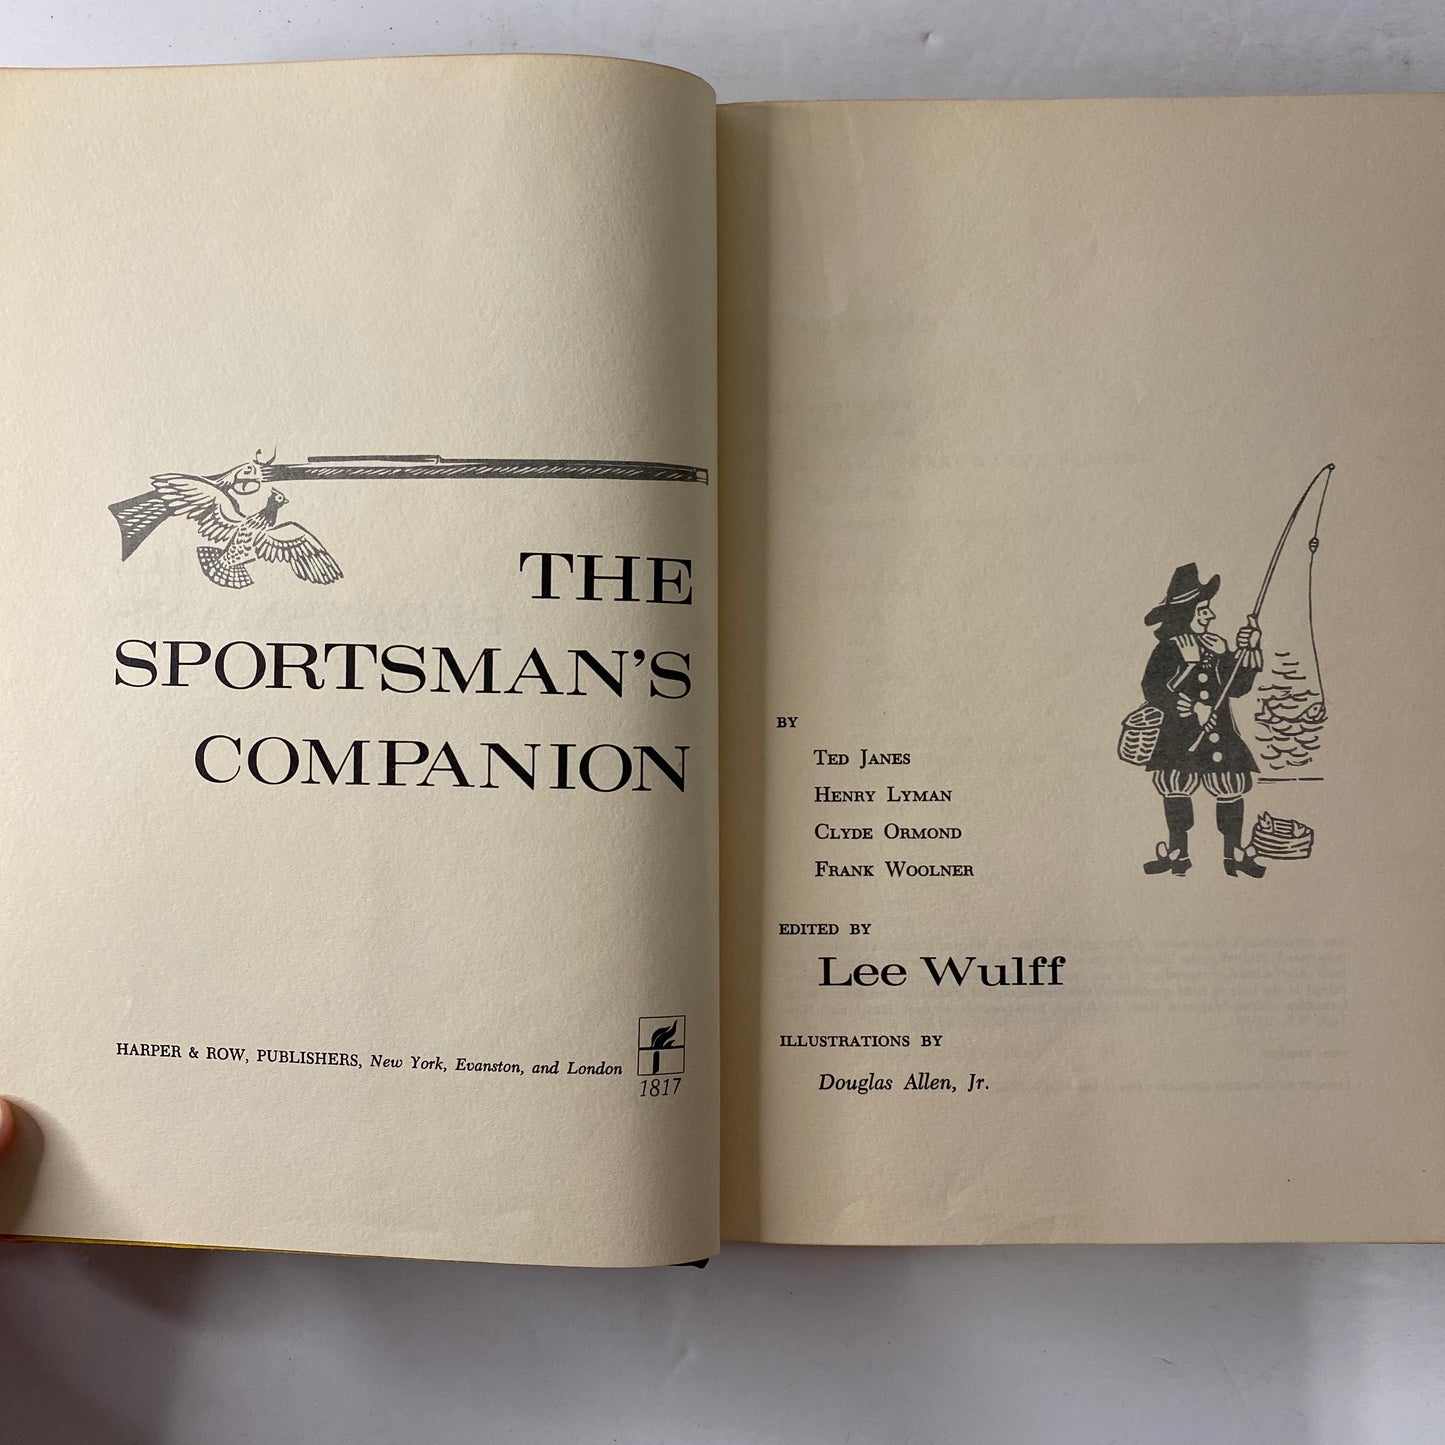 THE
SPORTSMAN'S
COMPANION
HARPER & ROW, PUBLISHERS, New York, Evanston, and London
1817
BY
TED JANES
HENRY LYMAN
CLYDE ORMOND
FRANK WOOLNER
EDITED BY
Lee Wulff
ILLUSTRATIONS BY
Douglas Allen, Jr.